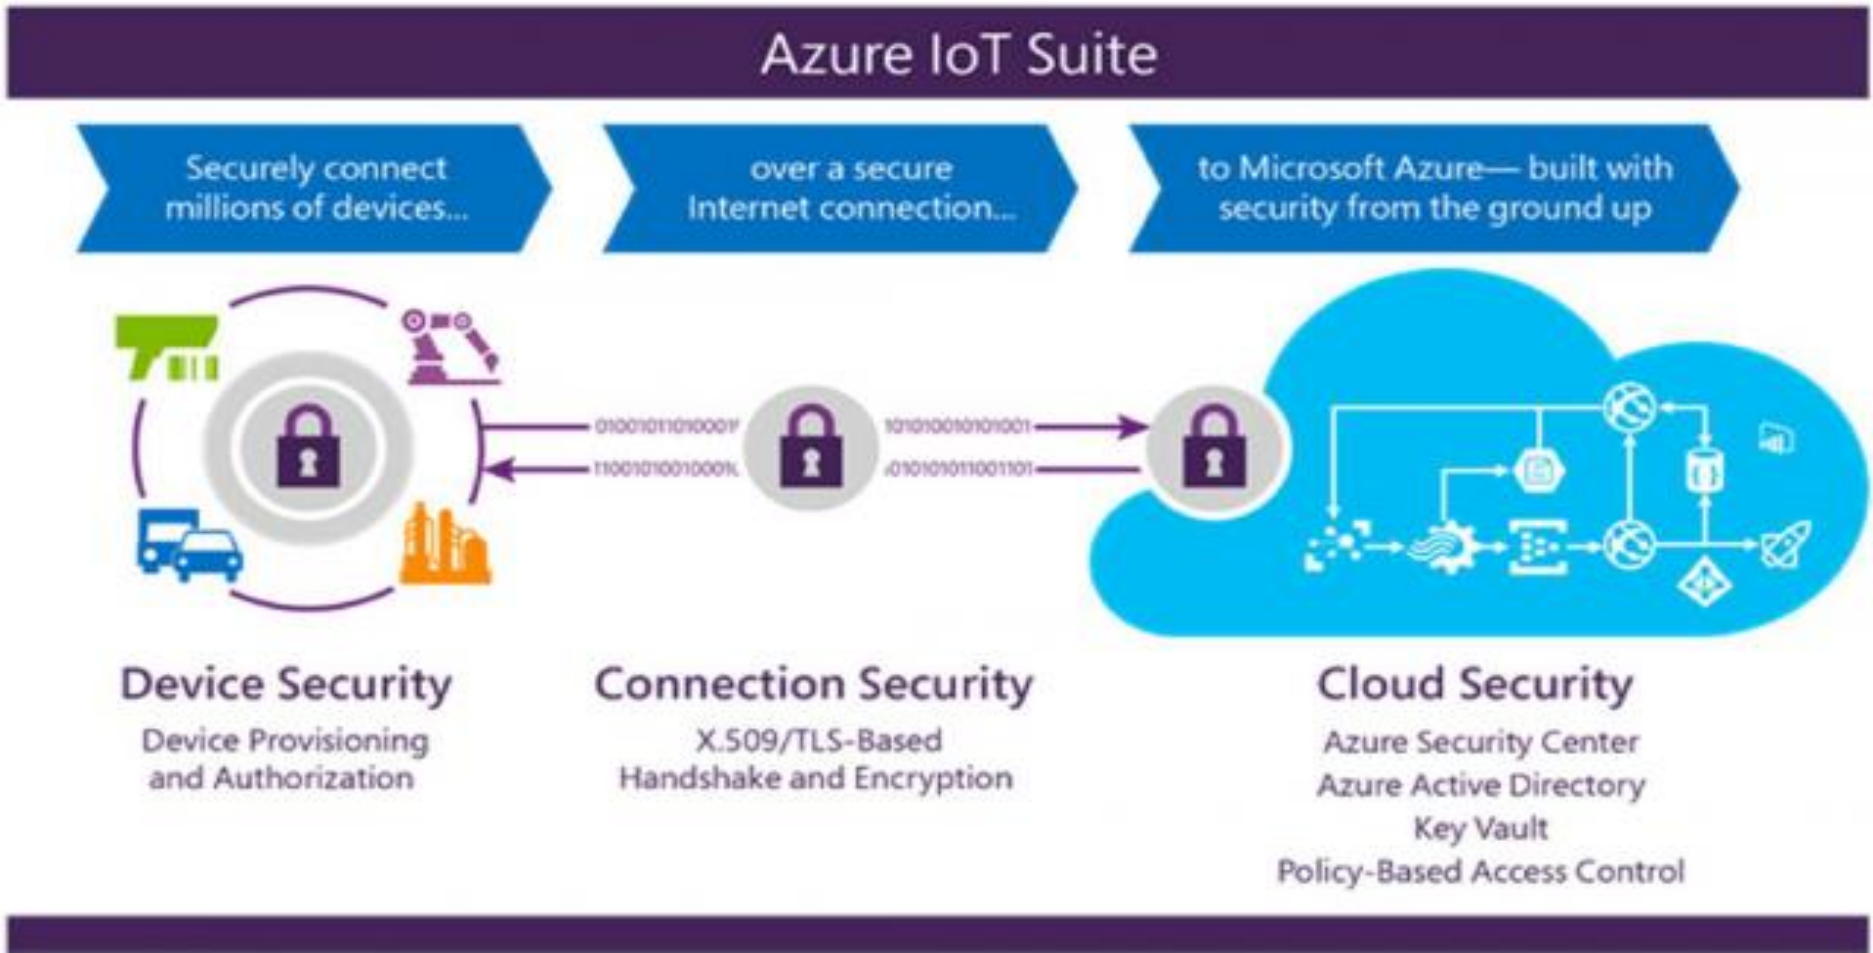 Azure IoT Suite
Securely connect
millions of devices...
over a secure
Internet connection...
to Microsoft Azure— built with
security from the ground up
Device Security
Device Provisioning
and Authorization
Connection Security
X.509/TLS-Based
Handshake and Encryption
Cloud Security
Azure Security Center
Azure Active Directory
Key Vault
Policy-Based Access Control